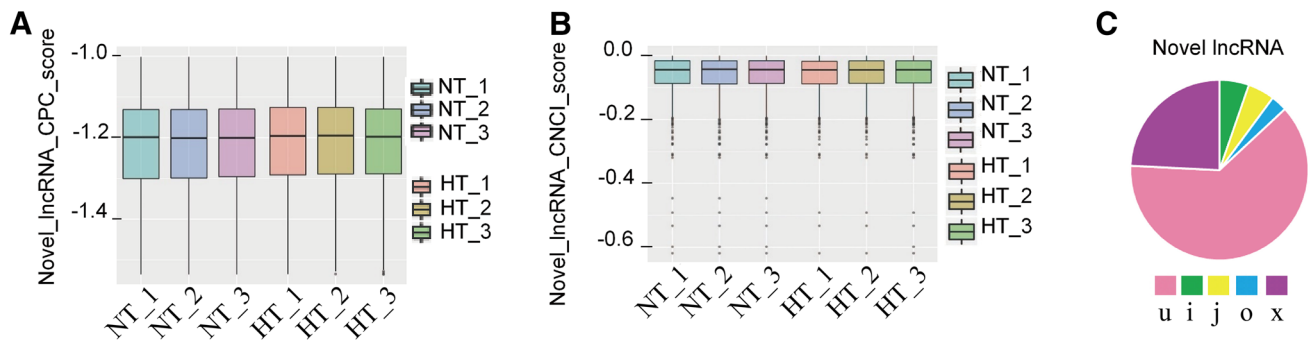 A
Novel_lncRNA_CPC_score
-1.0
-1.2
-1.4
NT_1
NT_2
NT_3
HT_1
HT_2
HT_3
NT_1
NT_2
NT_3
HT_1
HT_2
HT_3
B
Novel_lncRNA_CNCI_score
0.0
-0.2
-0.4
-0.6
NT_1
NT_2
NT_3
HT_1
HT_2
HT_3
NT_1
NT_2
NT_3
HT_1
HT_2
HT_3
C
Novel lncRNA
u i j o x